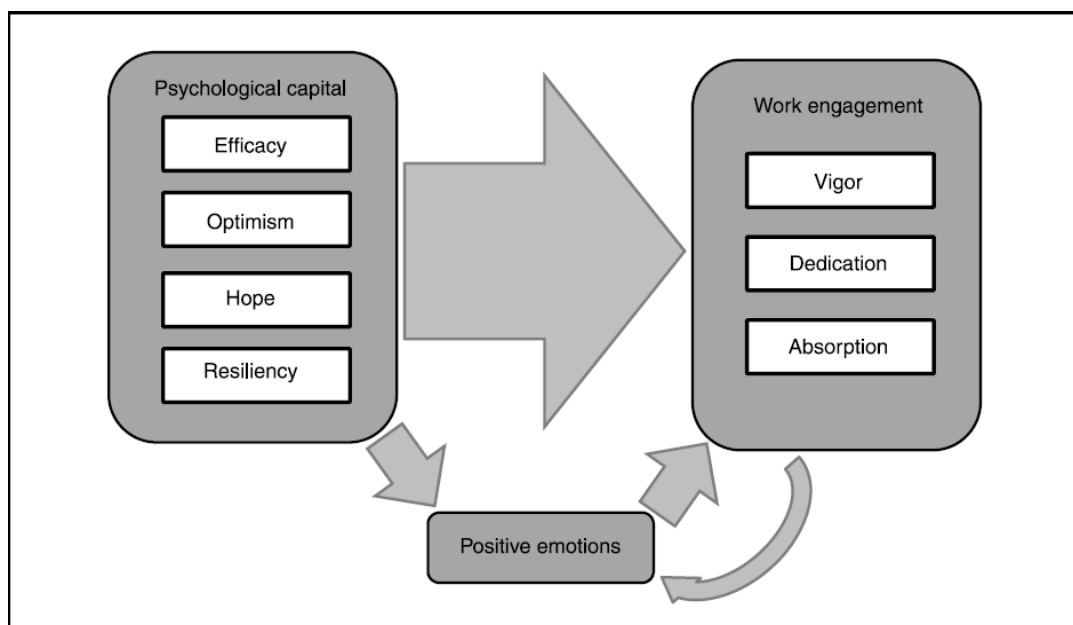 Psychological capital
Efficacy
Optimism
Hope
Resiliency
Work engagement
Vigor
Dedication
Absorption
Positive emotions